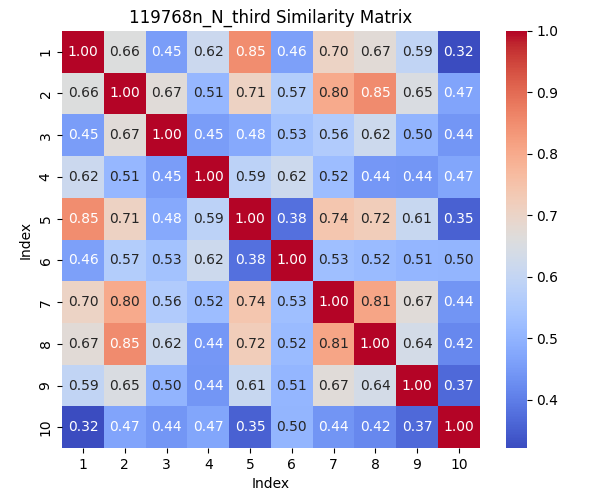 119768n_N_third Similarity Matrix
1 1.00 0.66 0.45 0.62 0.85 0.46 0.70 0.67 0.59 0.32
2 0.66 1.00 0.67 0.51 0.71 0.57 0.80 0.85 0.65 0.47
3 0.45 0.67 1.00 0.45 0.48 0.53 0.56 0.62 0.50 0.44
4 0.62 0.51 0.45 1.00 0.59 0.62 0.52 0.44 0.44 0.47
5 0.85 0.71 0.48 0.59 1.00 0.38 0.74 0.72 0.61 0.35
6 0.46 0.57 0.53 0.62 0.38 1.00 0.53 0.52 0.51 0.50
7 0.70 0.80 0.56 0.52 0.74 0.53 1.00 0.81 0.67 0.44
8 0.67 0.85 0.62 0.44 0.72 0.52 0.81 1.00 0.64 0.42
9 0.59 0.65 0.50 0.44 0.61 0.51 0.67 0.64 1.00 0.37
10 0.32 0.47 0.44 0.47 0.35 0.50 0.44 0.42 0.37 1.00
1 2 3 4 5 6 7 8 9 10
Index
Index
1.0
0.9
0.8
0.7
0.6
0.5
0.4